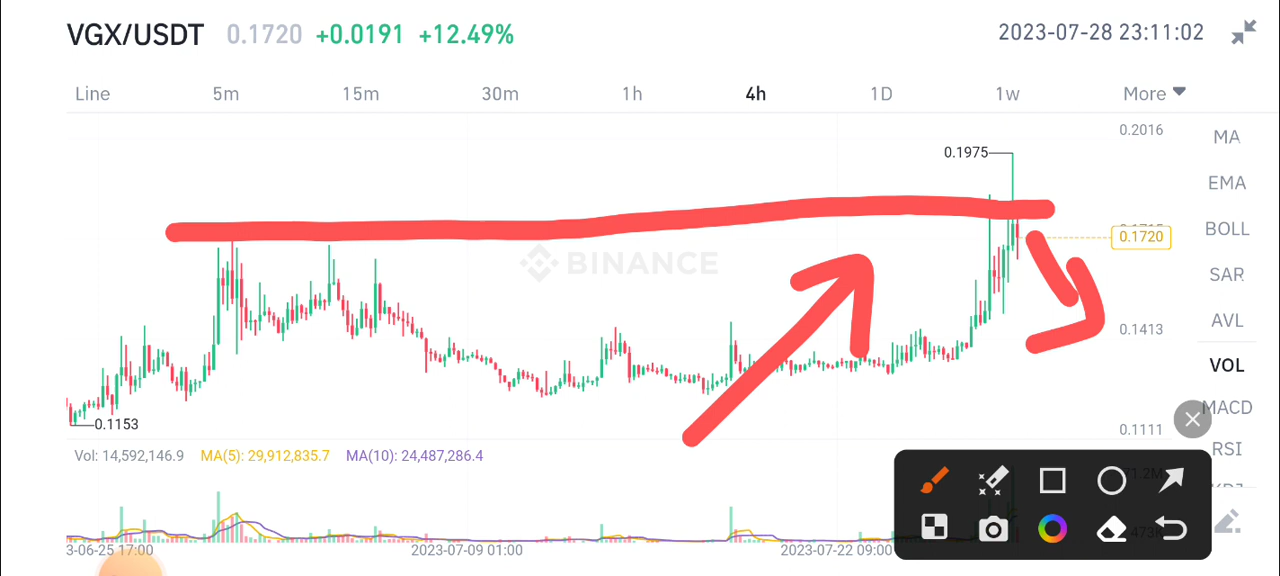 VGX/USDT 0.1720 +0.0191 +12.49% 2023-07-28 23:11:02
Line 5m 15m 30m 1h 4h 1D 1w More
0.2016
MA
0.1975
EMA
BOLL
0.1720
BINANCE
SAR
AVL
0.1413
VOL
MACD
0.1153
0.1111
RSI
Vol: 14,592,146.9 MA(5): 29,912,835.7 MA(10): 24,487,286.4
3-06-25 17:00 2023-07-09 01:00 2023-07-22 09:00